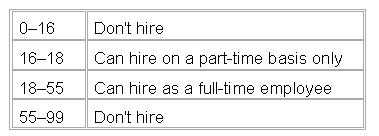 0–16 Don't hire
16–18 Can hire on a part-time basis only
18–55 Can hire as a full-time employee
55–99 Don't hire